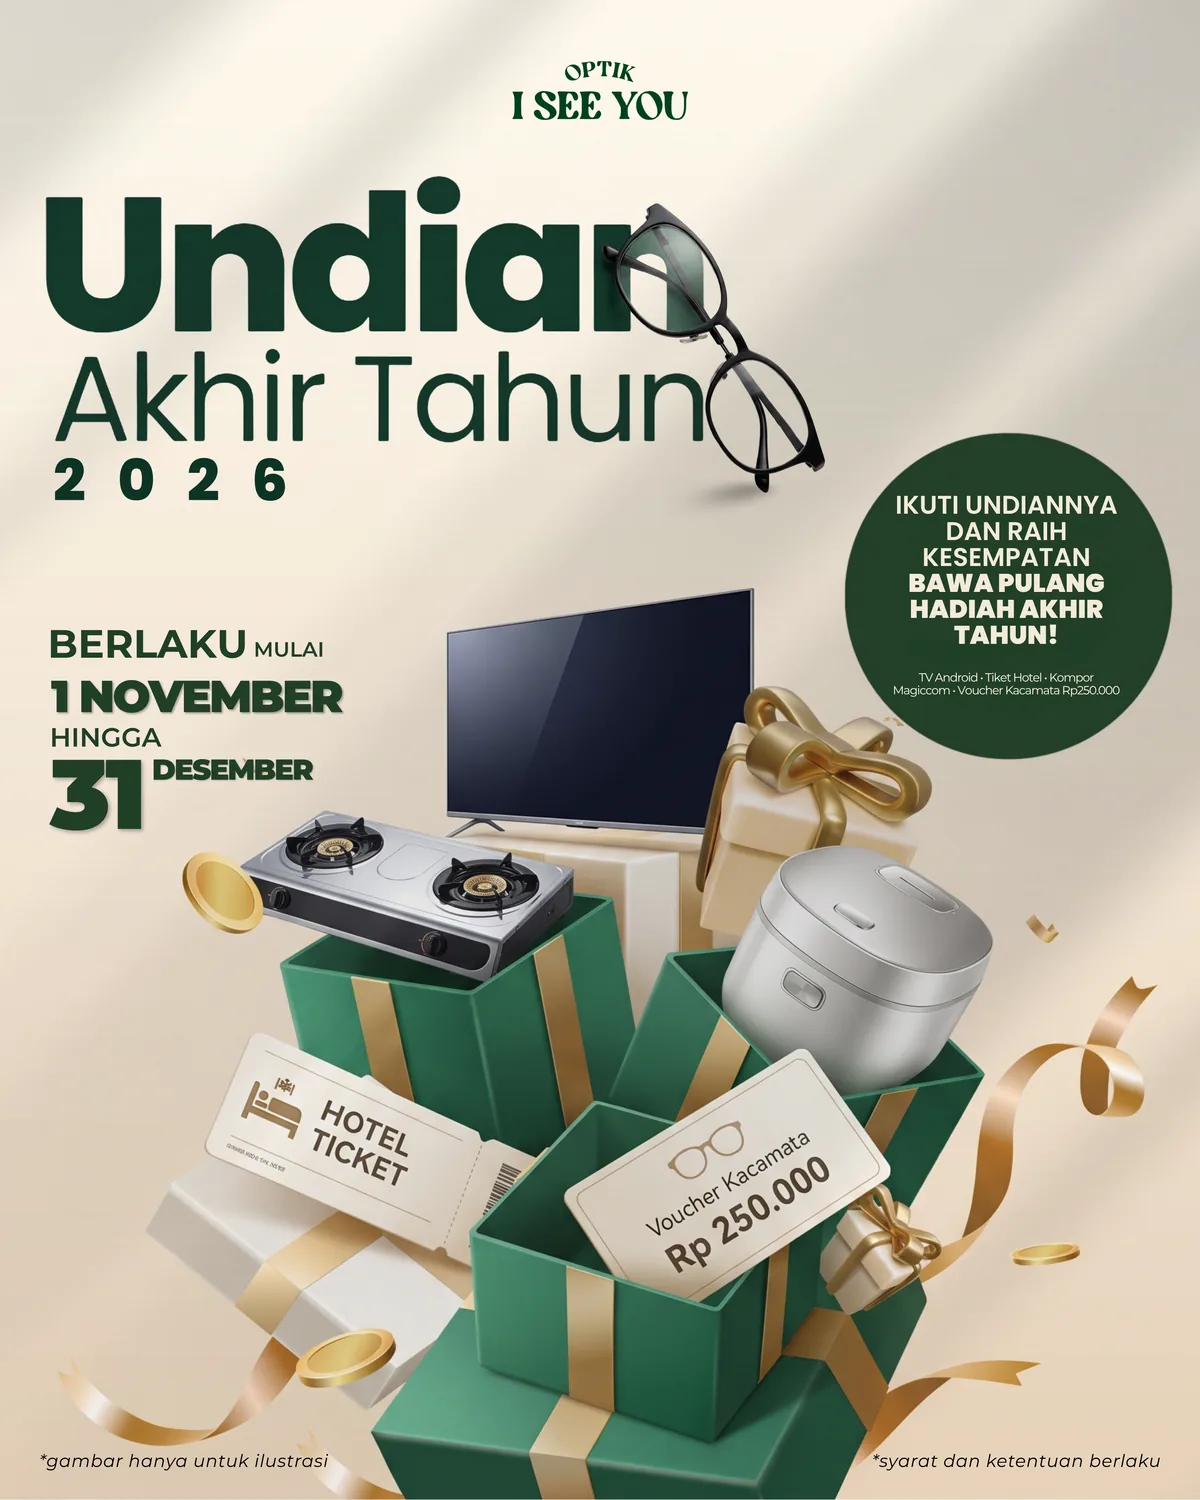 OPTIK
I SEE YOU
Undian
Akhir Tahun
2026
IKUTI UNDIANNYA
DAN RAIH
KESEMPATAN
BAWA PULANG
HADIAH AKHIR
TAHUN!
TV Android • Tiket Hotel • Kompor
Magiccom • Voucher Kacamata Rp250.000
BERLAKU MULAI
1 NOVEMBER
HINGGA
31 DESEMBER
HOTEL
TICKET
Voucher Kacamata
Rp 250.000
*gambar hanya untuk ilustrasi
*syarat dan ketentuan berlaku